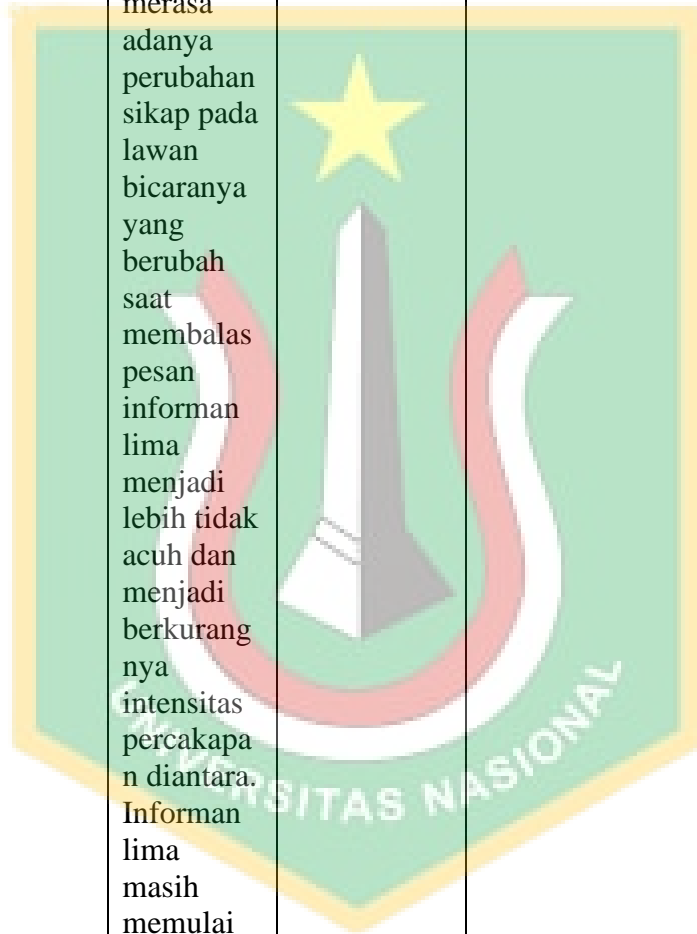 merasa
adanya
perubahan
sikap pada
lawan
bicaranya
yang
berubah
saat
membalas
pesan
informan
lima
menjadi
lebih tidak
acuh dan
menjadi
berkurang
nya
intensitas
percakapa
n diantara.
Informan
lima
masih
memulai
UNIVERSITAS NASIONAL